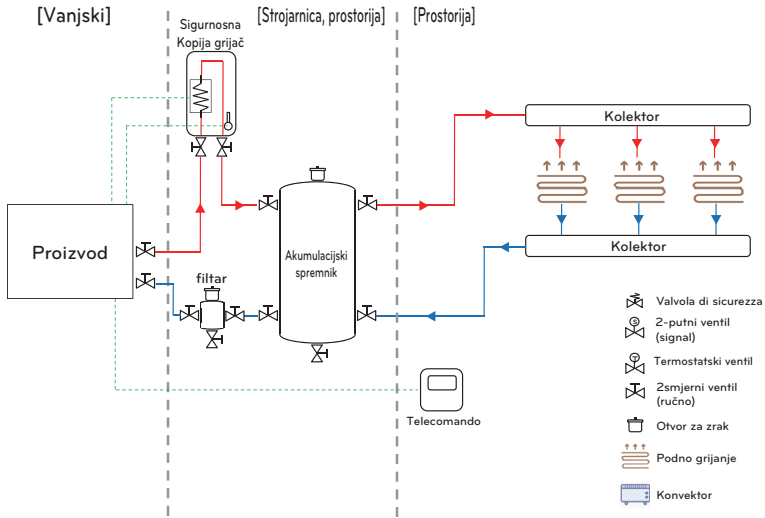 [Vanjski]
[Strojarnica, prostorija]
[Prostorija]
Sigurnosna
Kopija grijač
Kolektor
Proizvod
Akumulacijski
spremnik
Kolektor
filtar
Telecomando
Valvola di sicurezza
S
2-putni ventil
(signal)
T
Termostatski ventil
2smjerni ventil
(ručno)
Otvor za zrak
Podno grijanje
Konvektor